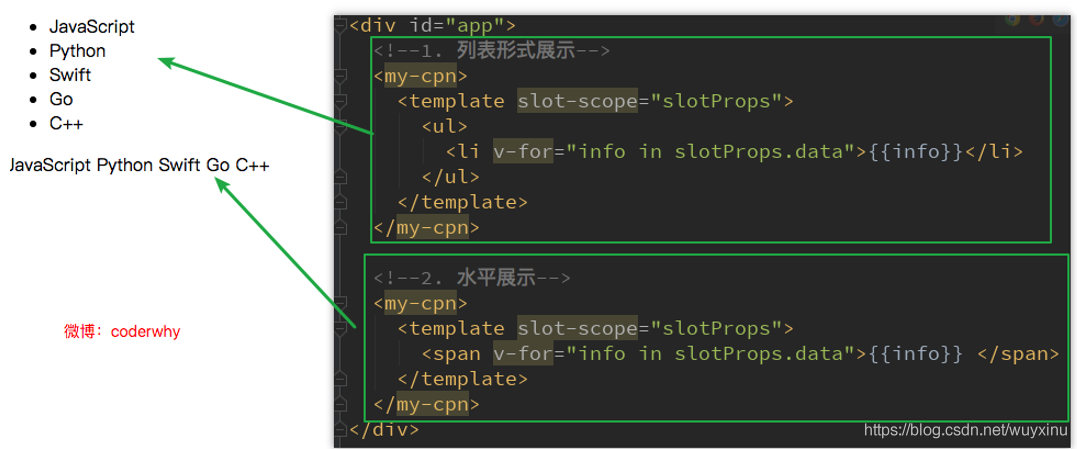 JavaScript
Python
Swift
Go
C++
JavaScript Python Swift Go C++
微博：coderwhy
<div id="app">
<!--1. 列表形式展示-->
<my-cpn>
<template slot-scope="slotProps">
<ul>
<li v-for="info in slotProps.data">{{info}}</li>
</ul>
</template>
</my-cpn>
<!--2. 水平展示-->
<my-cpn>
<template slot-scope="slotProps">
<span v-for="info in slotProps.data">{{info}} </span>
</template>
</my-cpn>
</div>
https://blog.csdn.net/wuyxinu